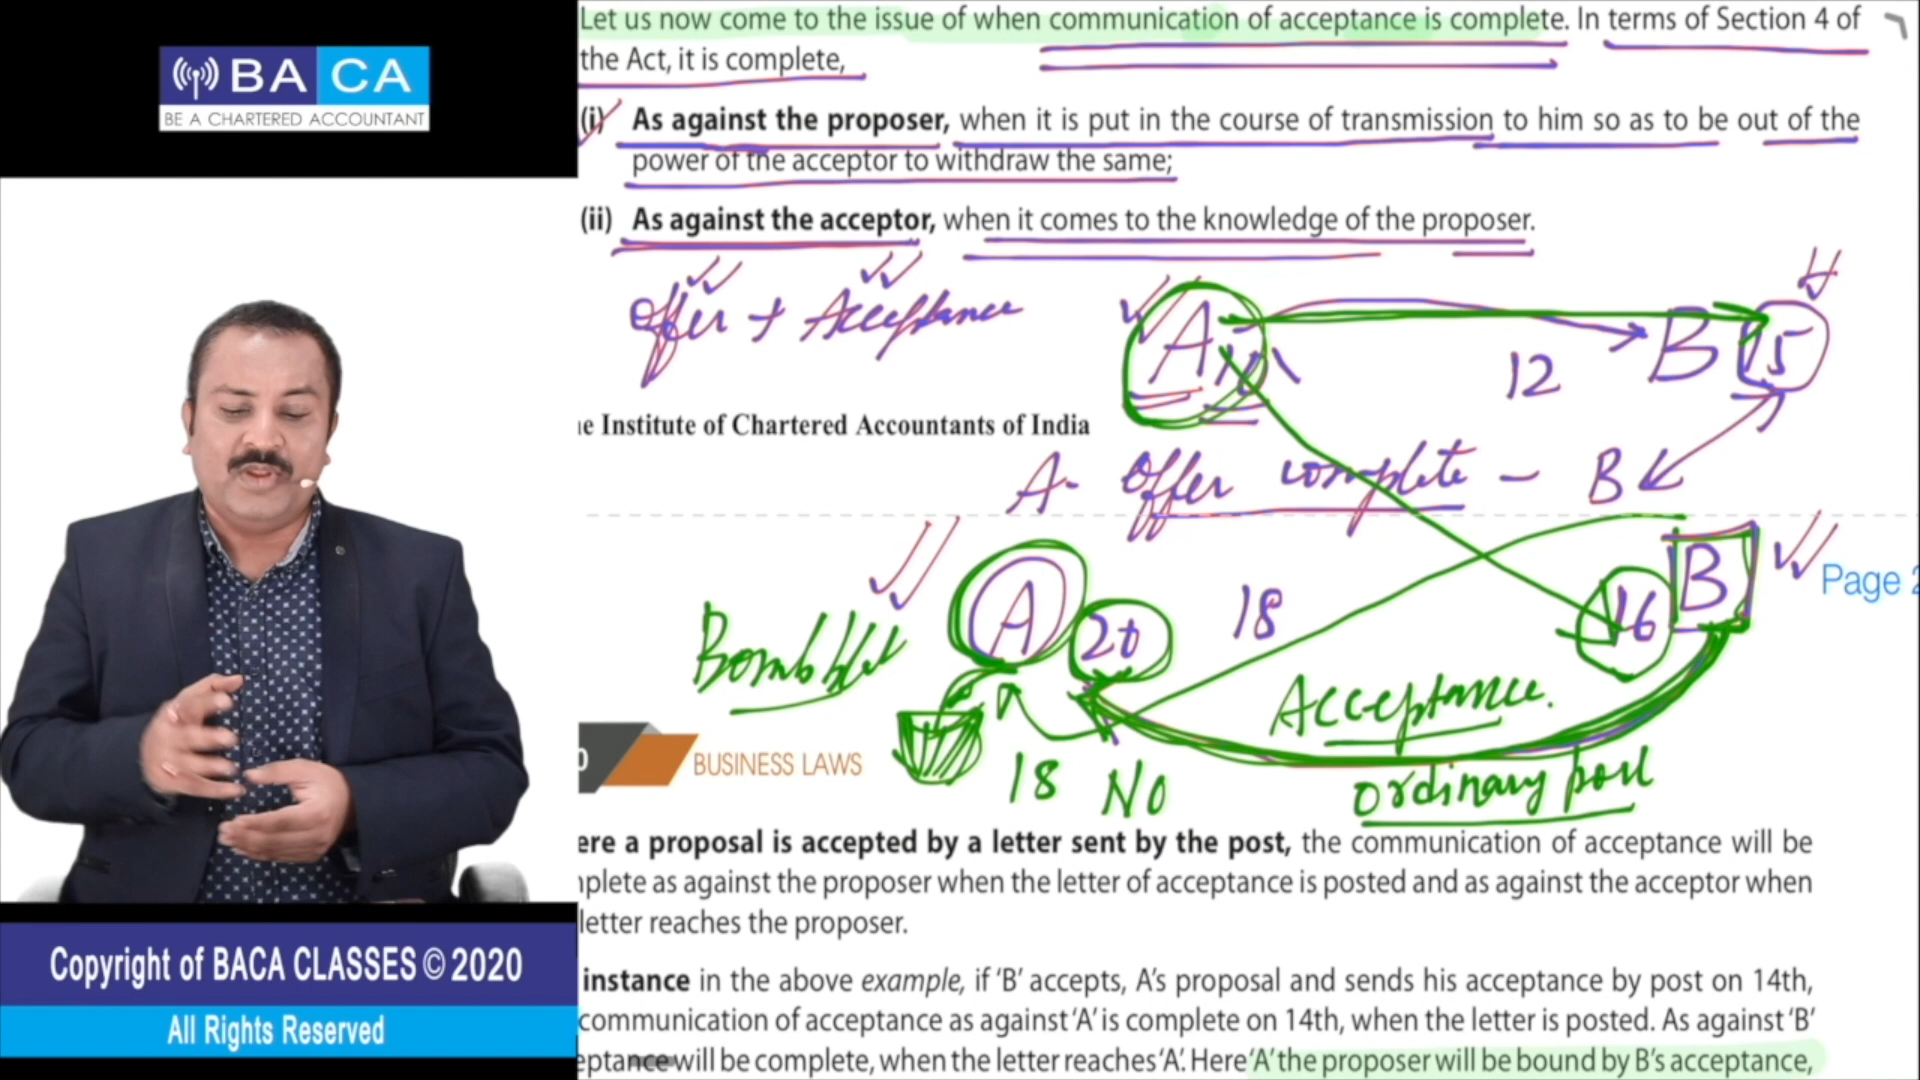 BA CA
BE A CHARTERED ACCOUNTANT
Let us now come to the issue of when communication of acceptance is complete. In terms of Section 4 of
the Act, it is complete,
(i) As against the proposer, when it is put in the course of transmission to him so as to be out of the
power of the acceptor to withdraw the same;
(ii) As against the acceptor, when it comes to the knowledge of the proposer.
Offer + Acceptance
A 12 B 15
e Institute of Chartered Accountants of India
A- Offer complete - B
A 20 18 16 B
Page 2
Acceptance.
BUSINESS LAWS
18 NO
ordinary post
ere a proposal is accepted by a letter sent by the post, the communication of acceptance will be
plete as against the proposer when the letter of acceptance is posted and as against the acceptor when
letter reaches the proposer.
instance in the above example, if ‘B’ accepts, A’s proposal and sends his acceptance by post on 14th,
communication of acceptance as against ‘A’ is complete on 14th, when the letter is posted. As against ‘B’
eptance will be complete, when the letter reaches ‘A’. Here ‘A’ the proposer will be bound by B’s acceptance,
Copyright of BACA CLASSES © 2020
All Rights Reserved